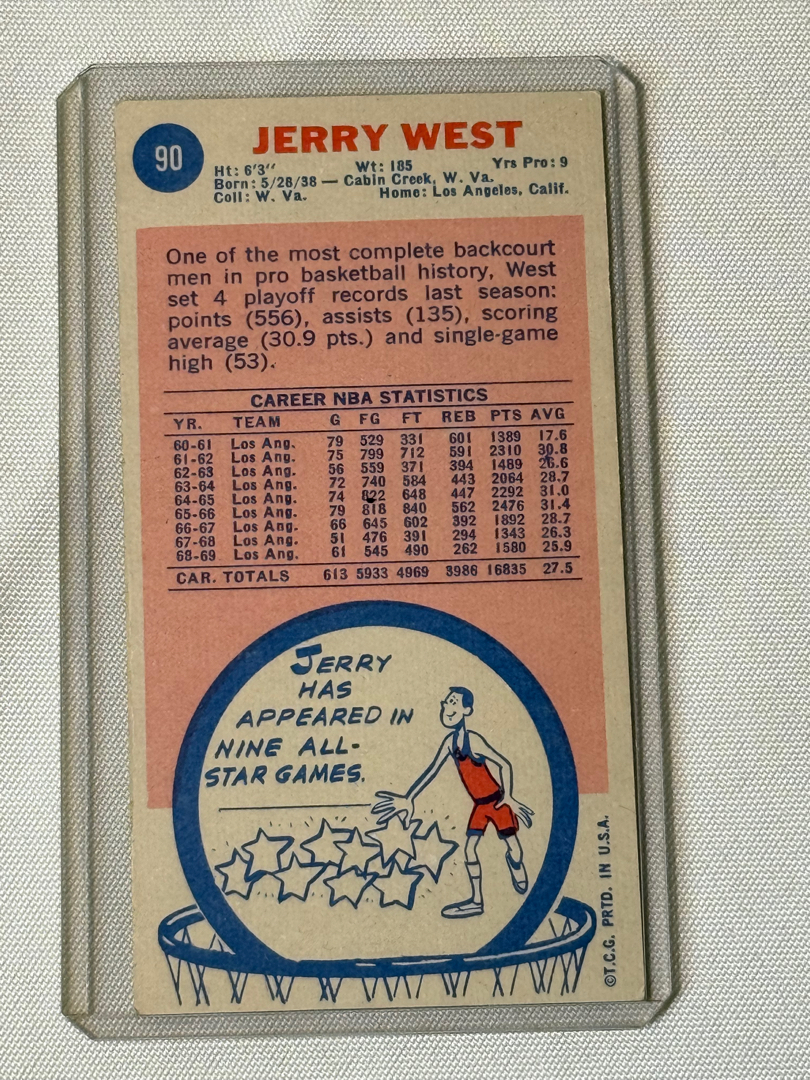 90
JERRY WEST
Ht: 6'3" Wt: 185 Yrs Pro: 9
Born: 5/28/38 — Cabin Creek, W. Va.
Coll: W. Va. Home: Los Angeles, Calif.
One of the most complete backcourt
men in pro basketball history, West
set 4 playoff records last season:
points (556), assists (135), scoring
average (30.9 pts.) and single-game
high (53).
CAREER NBA STATISTICS
YR. TEAM G FG FT REB PTS AVG
60-61 Los Ang. 79 529 331 601 1389 17.6
61-62 Los Ang. 75 799 712 591 2310 30.8
62-63 Los Ang. 56 559 371 394 1489 26.6
63-64 Los Ang. 72 740 584 443 2064 28.7
64-65 Los Ang. 74 822 648 447 2292 31.0
65-66 Los Ang. 79 818 840 562 2476 31.4
66-67 Los Ang. 66 645 602 392 1892 28.7
67-68 Los Ang. 51 476 391 294 1343 26.3
68-69 Los Ang. 61 545 490 262 1580 25.9
CAR. TOTALS 613 5933 4969 3986 16835 27.5
JERRY
HAS
APPEARED IN
NINE ALL-
STAR GAMES.
©T.C.G. PRTD. IN U.S.A.